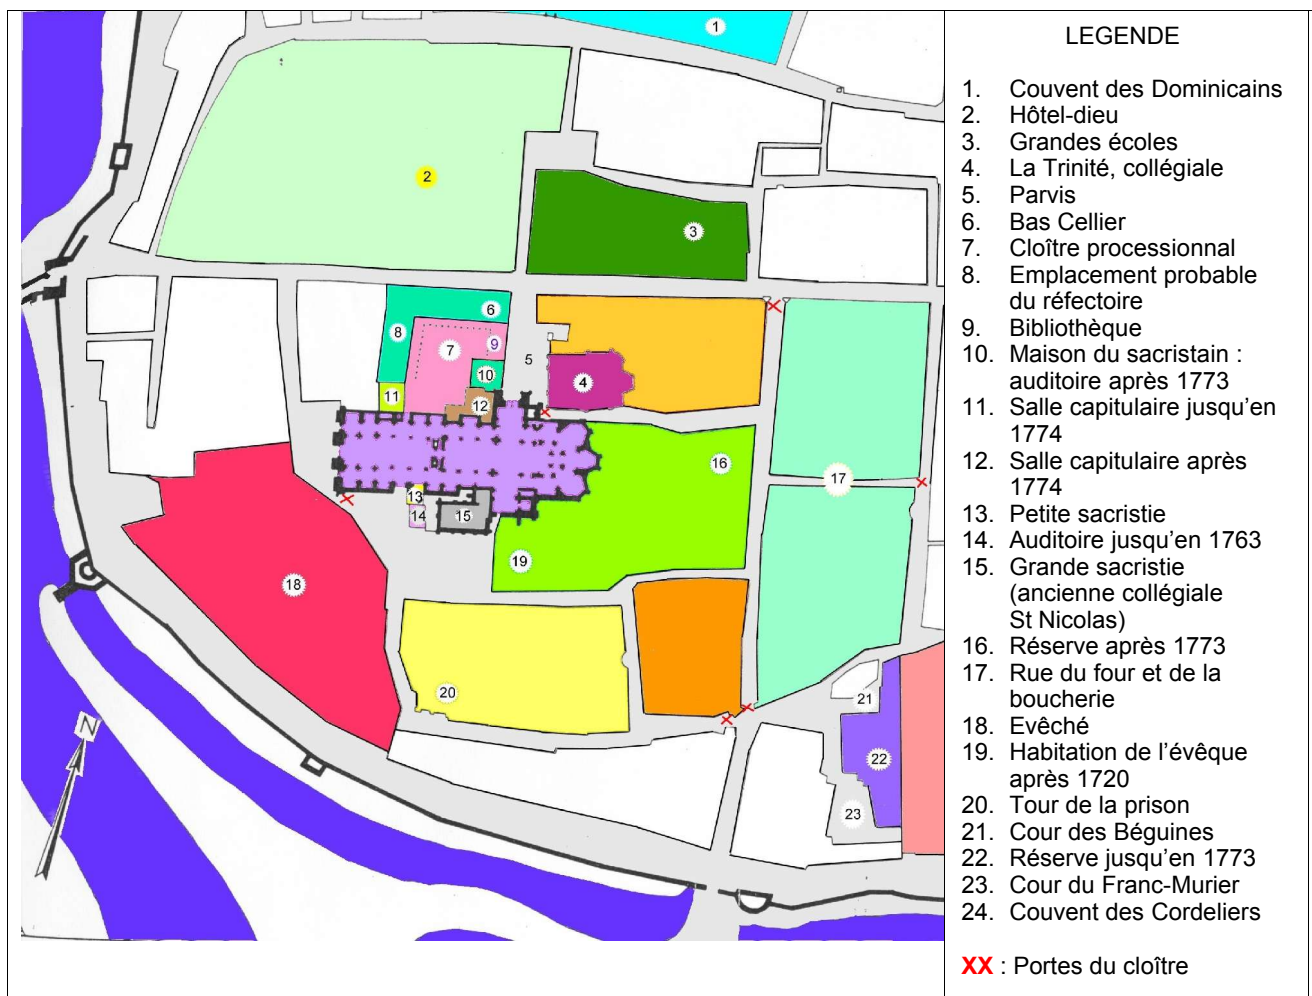 1
2
3
6
8
9
7
5
10
4
11
12
16
17
13
14
15
19
18
20
21
22
23
N
LEGENDE
1. Couvent des Dominicains
2. Hôtel-dieu
3. Grandes écoles
4. La Trinité, collégiale
5. Parvis
6. Bas Cellier
7. Cloître processionnal
8. Emplacement probable
du réfectoire
9. Bibliothèque
10. Maison du sacristain :
auditoire après 1773
11. Salle capitulaire jusqu'en
1774
12. Salle capitulaire après
1774
13. Petite sacristie
14. Auditoire jusqu'en 1763
15. Grande sacristie
(ancienne collégiale
St Nicolas)
16. Réserve après 1773
17. Rue du four et de la
boucherie
18. Evêché
19. Habitation de l'évêque
après 1720
20. Tour de la prison
21. Cour des Béguines
22. Réserve jusqu'en 1773
23. Cour du Franc-Murier
24. Couvent des Cordeliers
XX : Portes du cloître